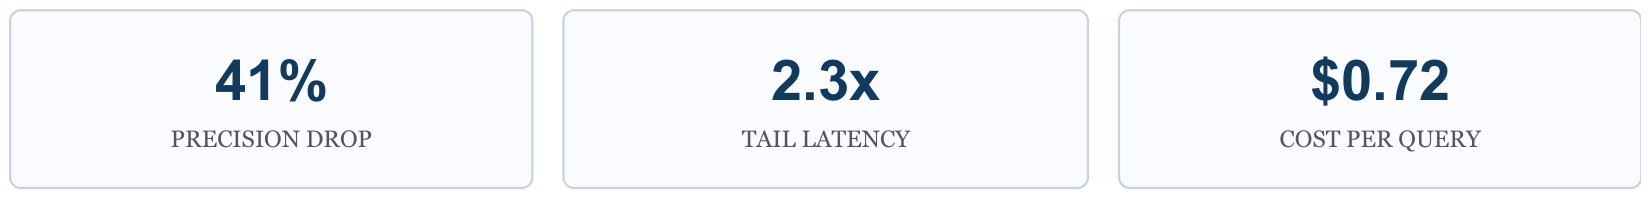 41%
PRECISION DROP
2.3x
TAIL LATENCY
$0.72
COST PER QUERY